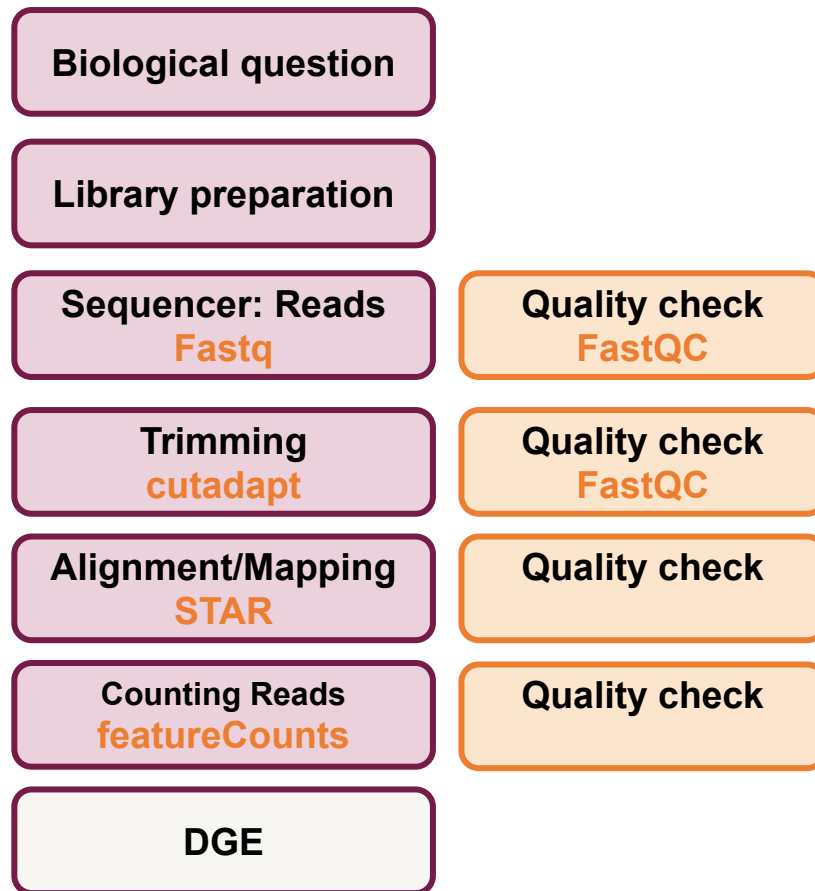 Biological question
Library preparation
Sequencer: Reads
Fastq
Quality check
FastQC
Trimming
cutadapt
Quality check
FastQC
Alignment/Mapping
STAR
Quality check
Counting Reads
featureCounts
Quality check
DGE